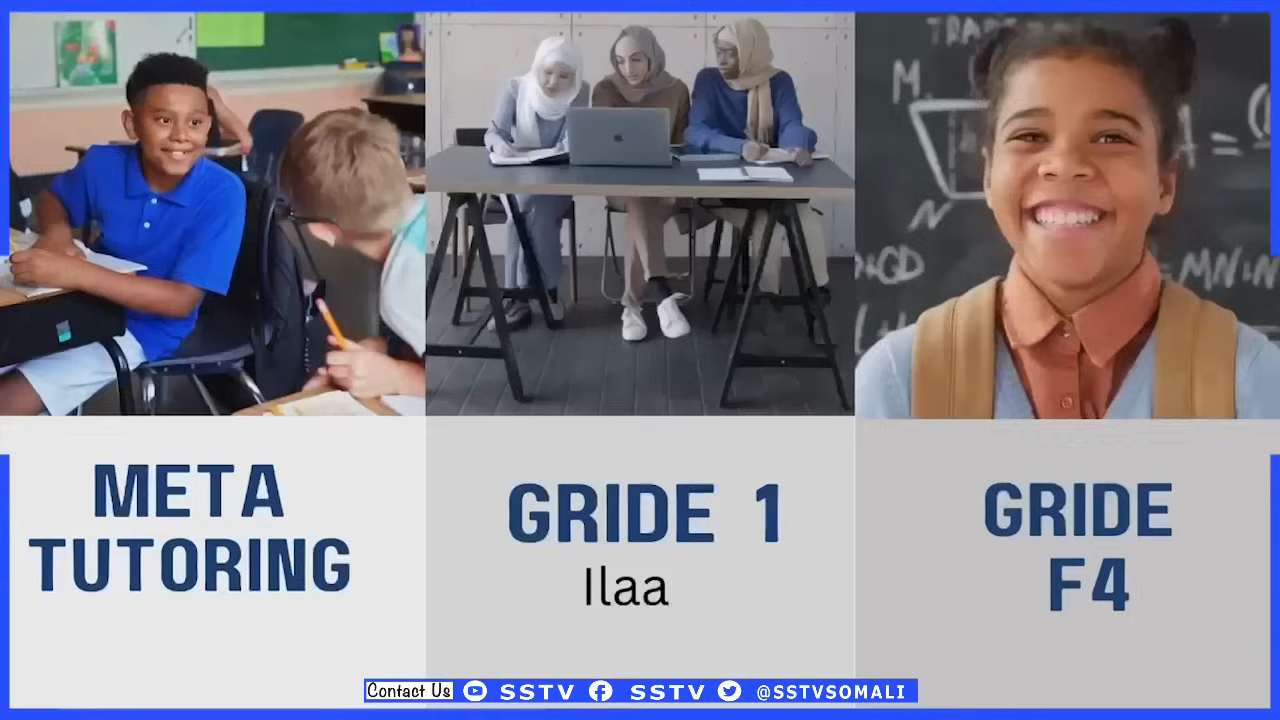 META
TUTORING
GRIDE 1
Ilaa
GRIDE
F4
M
N
A =
Contact Us SSTV SSTV @SSTVSOMALI